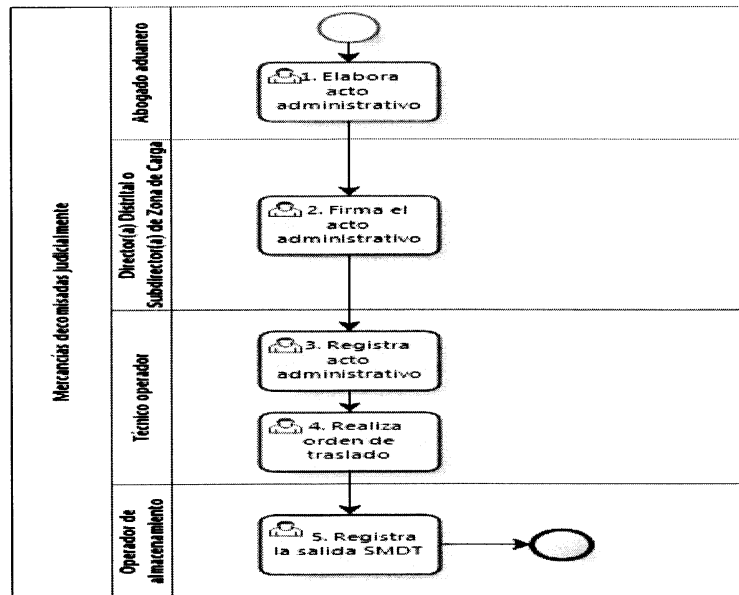 Mercancías decomisadas judicialmente
Abogado aduanero
1. Elabora
acto
administrativo
Director(a) Distrital o
Subdirector(a) de Zona de Carga
2. Firma el
acto
administrativo
Técnico operador
3. Registra
acto
administrativo
4. Realiza
orden de
traslado
Operador de
almacenamiento
5. Registra
la salida SMDT